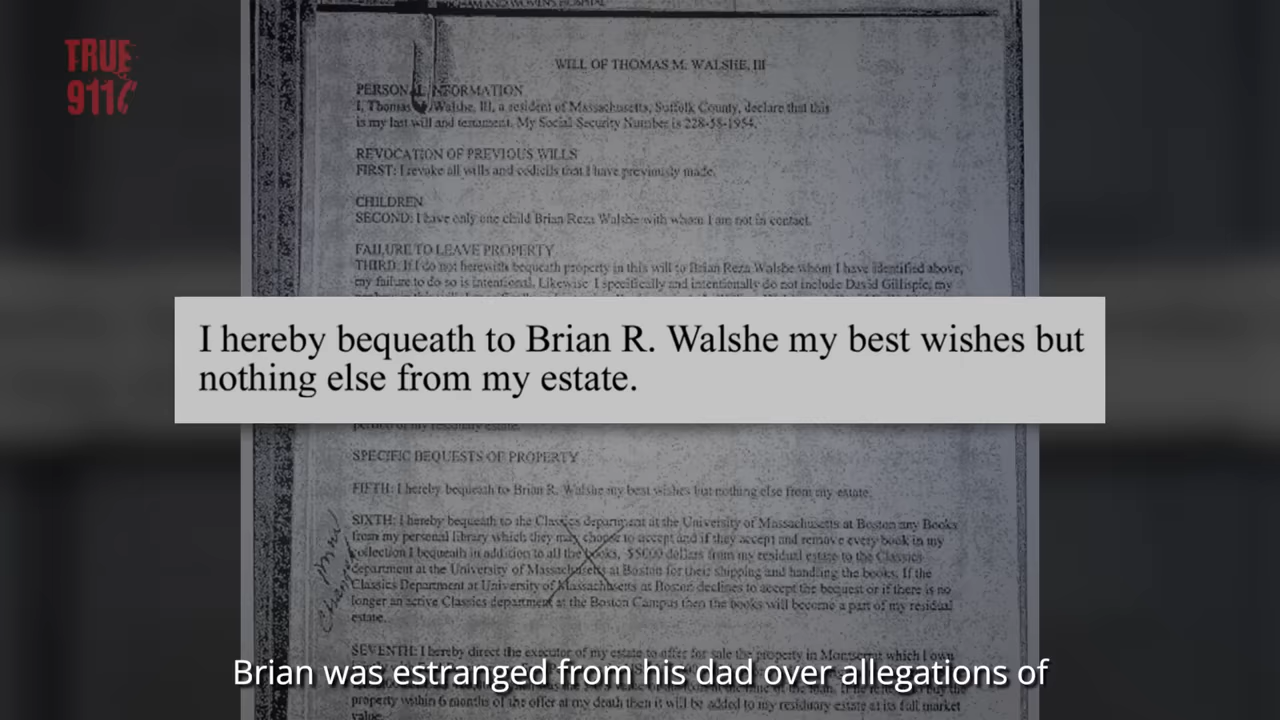 TRUE
911
WILL OF THOMAS M. WALSHE, III
PERSONAL INFORMATION
I, Thomas M. Walshe, III, a resident of Massachusetts, Suffolk County, declare that this
is my last will and testament. My Social Security Number is 228-58-1954.
REVOCATION OF PREVIOUS WILLS
FIRST: I revoke all wills and codicils that I have previously made.
CHILDREN
SECOND: I have only one child Brian Reza Walshe with whom I am not in contact.
FAILURE TO LEAVE PROPERTY
THIRD: If I do not herewith bequeath property in this will to Brian Reza Walshe whom I have identified above,
my failure to do so is intentional. Likewise I specifically and intentionally do not include David Gillispie, my
I hereby bequeath to Brian R. Walshe my best wishes but
nothing else from my estate.
portion of my residuary estate.
SPECIFIC BEQUESTS OF PROPERTY
FIFTH: I hereby bequeath to Brian R. Walshe my best wishes but nothing else from my estate.
SIXTH: I hereby bequeath to the Classics department at the University of Massachusetts at Boston any Books
from my personal library which they may choose to accept and if they accept and remove every book in my
collection I bequeath in addition to all the books, $5000 dollars from my residual estate to the Classics
department at the University of Massachusetts at Boston for their shipping and handling the books. If the
Classics Department at University of Massachusetts at Boston declines to accept the bequest or if there is no
longer an active Classics department at the Boston Campus then the books will become a part of my residual
estate.
SEVENTH: I hereby direct the executor of my estate to offer for sale the property in Montserrat which I own
Brian was estranged from his dad over allegations of
property within 6 months of the offer at my death then it will be added to my residuary estate at its full market
value.